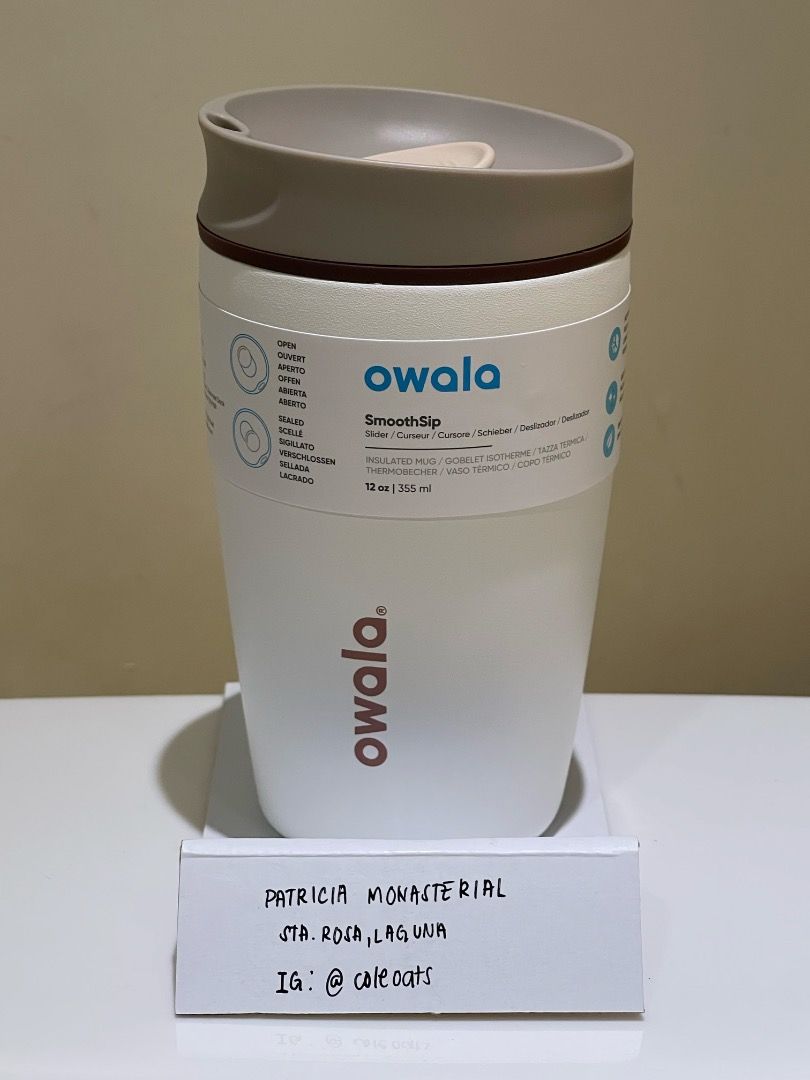 OPEN
OUVERT
APERTO
OFFEN
ABIERTA
ABERTO
SEALED
SCELLÉ
SIGILLATO
VERSCHLOSSEN
SELLADA
LACRADO
owala
SmoothSip
Slider / Curseur / Cursore / Schieber / Deslizador / Deslizador
INSULATED MUG / GOBELET ISOTHERME / TAZZA TERMICA /
THERMOBECHER / VASO TÉRMICO / COPO TÉRMICO
12 oz | 355 ml
owala®
PATRICIA MONASTERIAL
STA. ROSA, LAGUNA
IG: @ coleoats